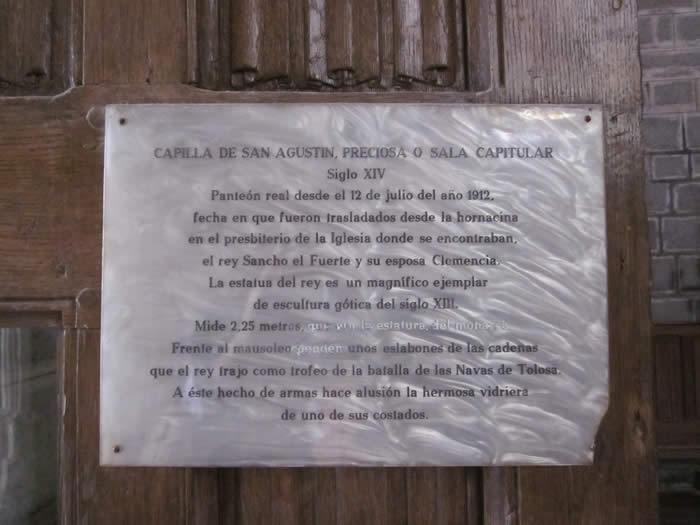 CAPILLA DE SAN AGUSTIN, PRECIOSA O SALA CAPITULAR
Siglo XIV
Panteón real desde el 12 de julio del año 1912,
fecha en que fueron trasladados desde la hornacina
en el presbiterio de la Iglesia donde se encontraban,
el rey Sancho el Fuerte y su esposa Clemencia.
La estatua del rey es un magnífico ejemplar
de escultura gótica del siglo XIII.
Mide 2,25 metros, que la estatura, del
Frente al mausoleo penden unos eslabones de las cadenas
que el rey trajo como trofeo de la batalla de las Navas de Tolosa.
A éste hecho de armas hace alusión la hermosa vidriera
de uno de sus costados.